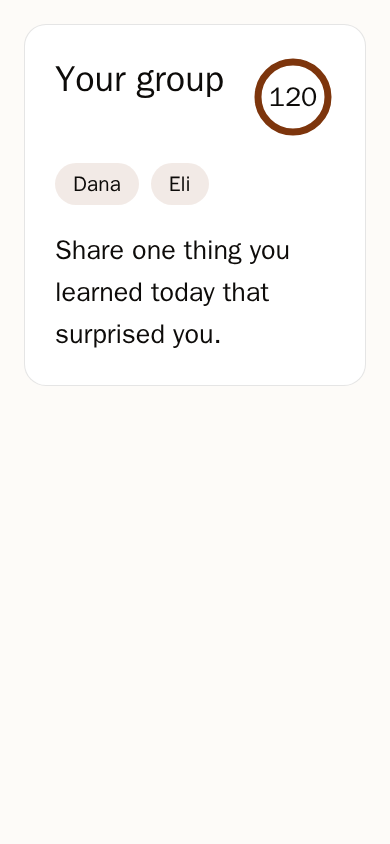 Your group
120
Dana
Eli
Share one thing you
learned today that
surprised you.